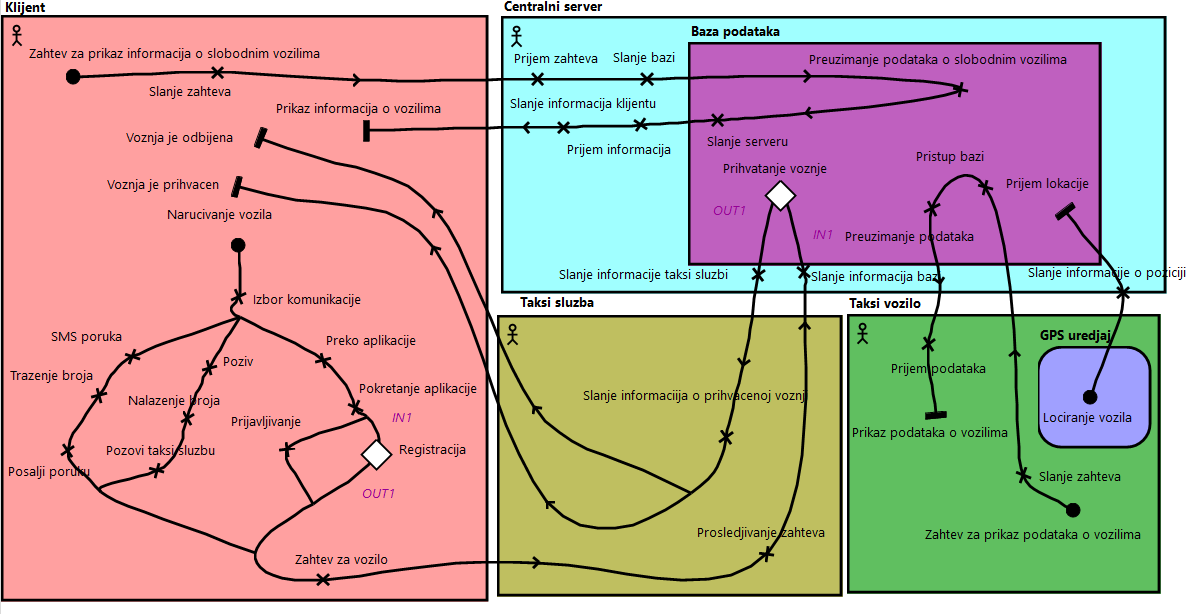 Klijent
Centralni server
Baza podataka
Zahtev za prikaz informacija o slobodnim vozilima
Prijem zahteva
Slanje bazi
Preuzimanje podataka o slobodnim vozilima
Slanje zahteva
Prikaz informacija o vozilima
Slanje informacija klijentu
Voznja je odbijena
Prijem informacija
Slanje serveru
Pristup bazi
Prihvatanje voznje
Voznja je prihvacen
Prijem lokacije
Narucivanje vozila
OUT1
IN1
Preuzimanje podataka
Slanje informacije taksi sluzbi
Slanje informacija bazi
Slanje informacije o poziciji
Izbor komunikacije
Taksi sluzba
Taksi vozilo
SMS poruka
Preko aplikacije
GPS uredjaj
Poziv
Prijem podataka
Trazenje broja
Pokretanje aplikacije
Nalazenje broja
Slanje informaciija o prihvacenoj voznji
Prijavljivanje
IN1
Lociranje vozila
Prikaz podataka o vozilima
Pozovi taksi sluzbu
Registracija
Posalji poruku
Slanje zahteva
OUT1
Prosledjivanje zahteva
Zahtev za prikaz podataka o vozilima
Zahtev za vozilo